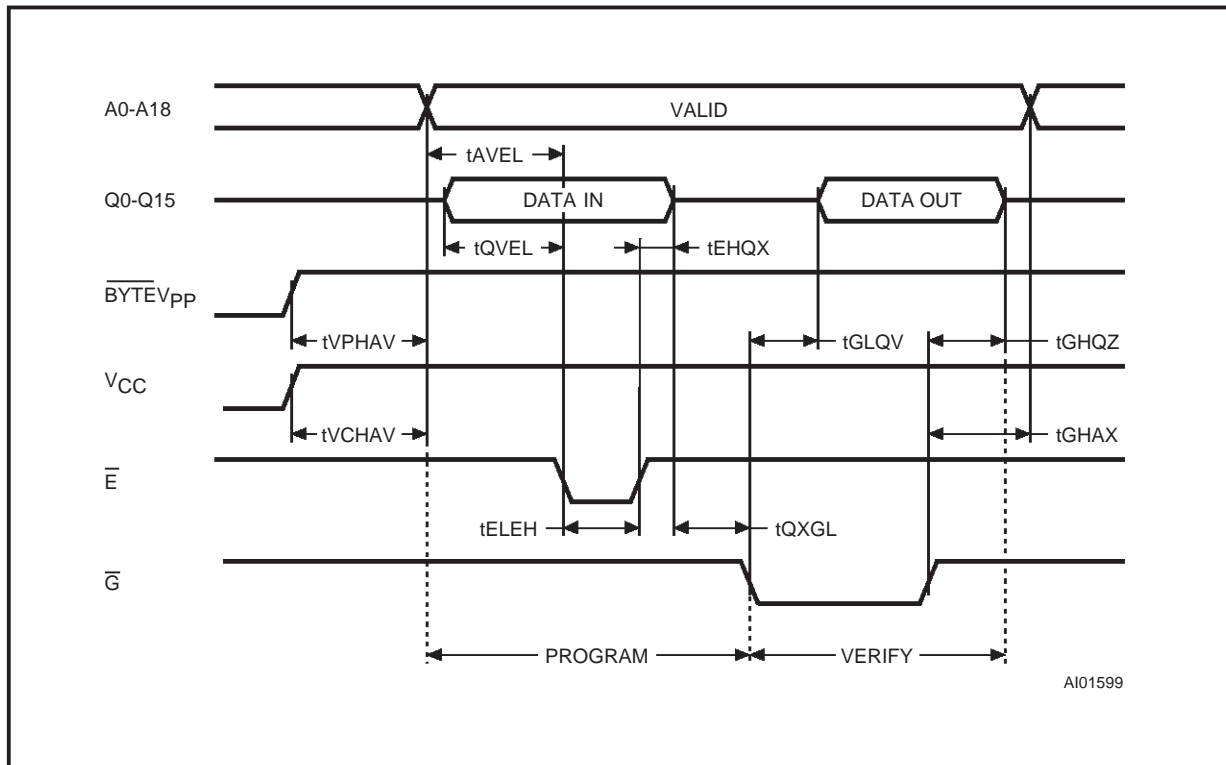 A0-A18
VALID
tAVEL
Q0-Q15
DATA IN
DATA OUT
tQVEL
tEHQX
BYTEVPP
tVPHAV
tGLQV
tGHQZ
VCC
tVCHAV
tGHAX
E
tELEH
tQXGL
G
PROGRAM
VERIFY
AI01599